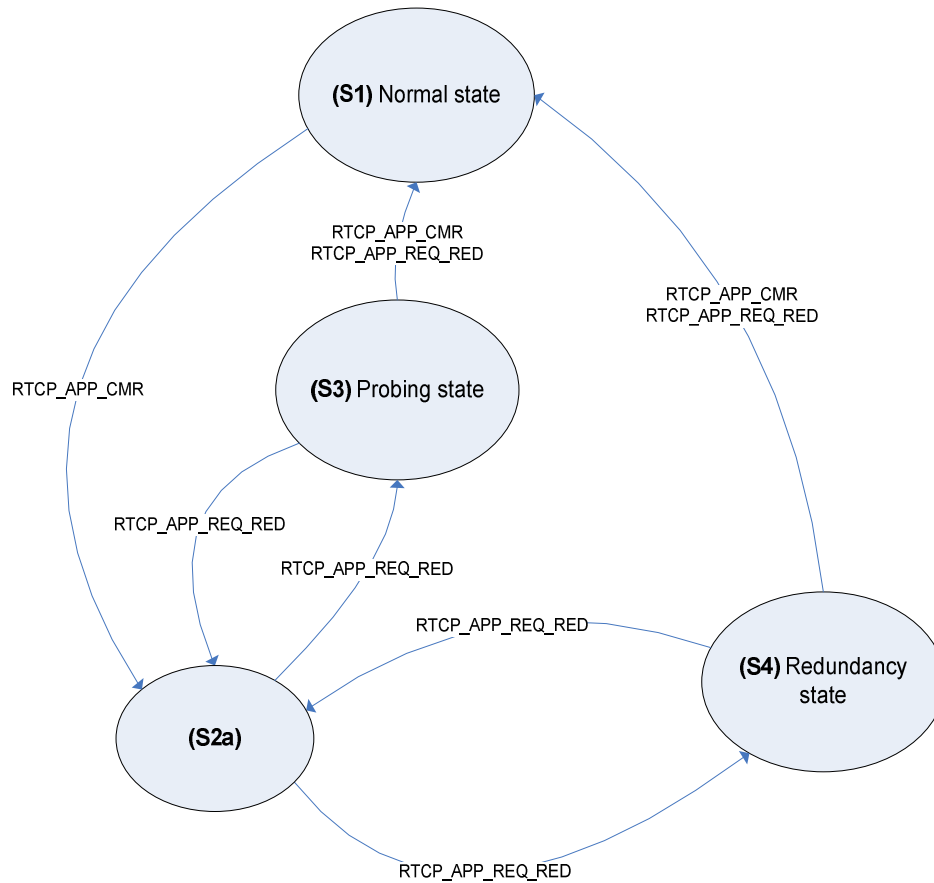 (S1) Normal state
RTCP_APP_CMR
RTCP_APP_REQ_RED
RTCP_APP_CMR
RTCP_APP_REQ_RED
(S3) Probing state
RTCP_APP_CMR
RTCP_APP_REQ_RED
RTCP_APP_REQ_RED
RTCP_APP_REQ_RED
(S4) Redundancy
state
(S2a)
RTCP_APP_REQ_RED